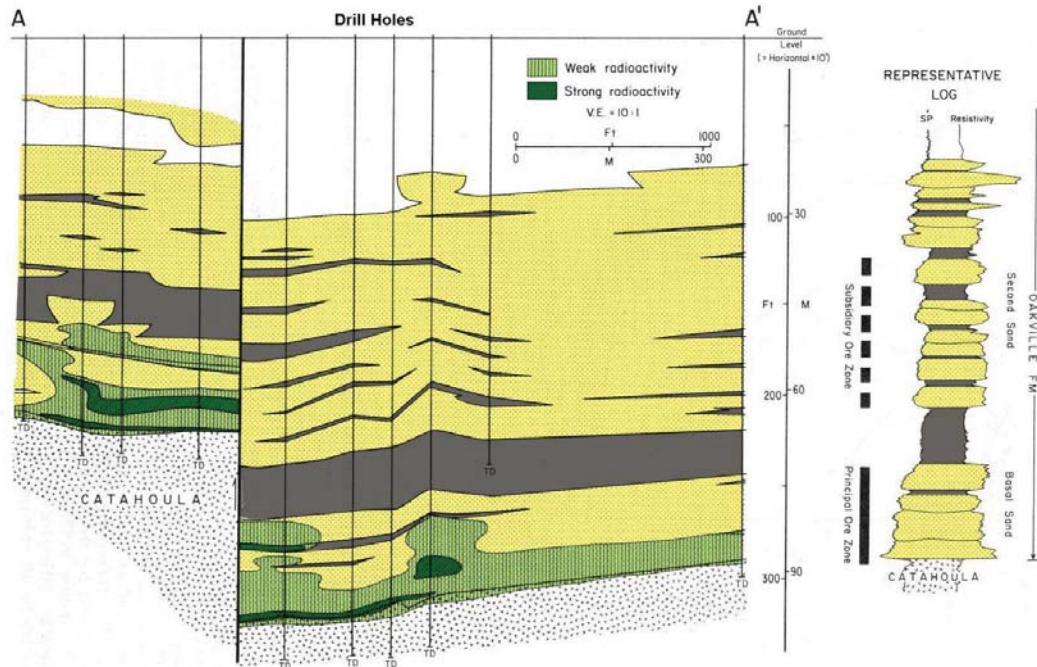 A
Drill Holes
A'
Ground
Level
(= Horizontal × 10')
Weak radioactivity
Strong radioactivity
V.E. = 10:1
Ft
0 1000
0 300
M
100 30
Ft M
200 60
300 90
TD
TD
TD
TD
TD
TD
TD
TD
TD
TD
CATAHOULA
REPRESENTATIVE
LOG
SP Resistivity
Subsidiary Ore Zone
Principal Ore Zone
Second Sand
Basal Sand
OAKVILLE FM
CATAHOULA